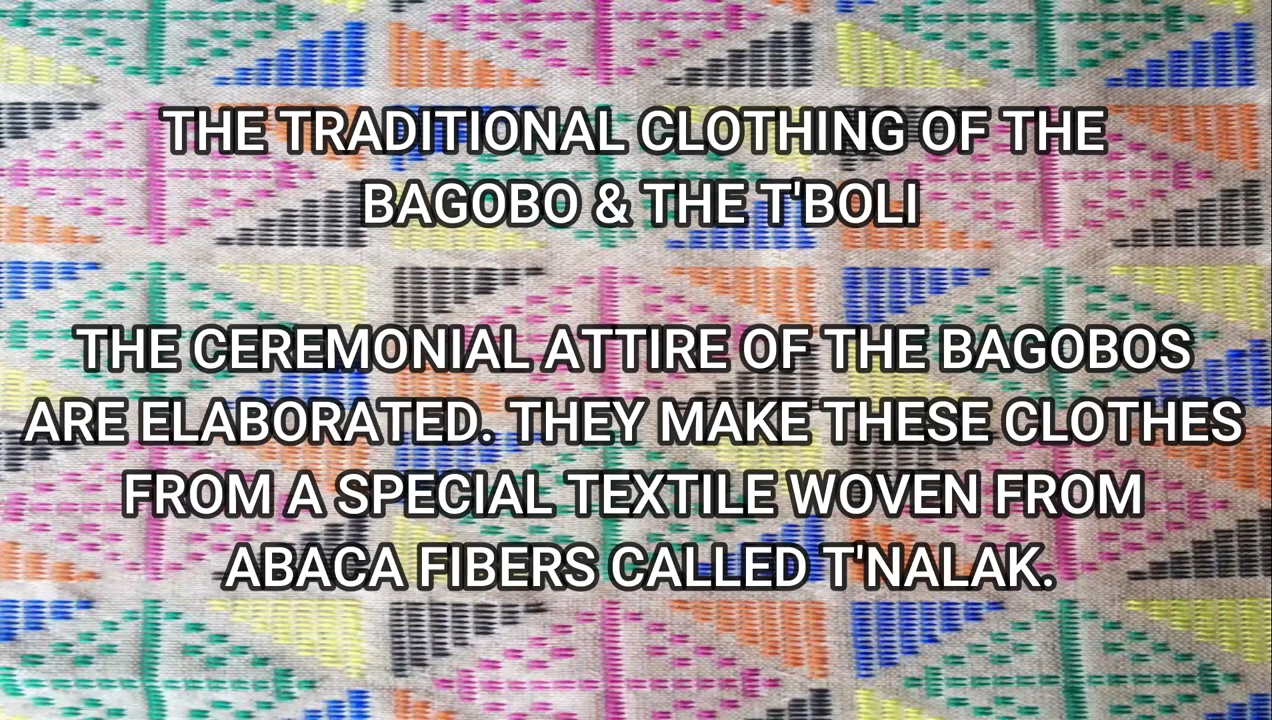 THE TRADITIONAL CLOTHING OF THE
BAGOBO & THE T'BOLI
THE CEREMONIAL ATTIRE OF THE BAGOBOS
ARE ELABORATED. THEY MAKE THESE CLOTHES
FROM A SPECIAL TEXTILE WOVEN FROM
ABACA FIBERS CALLED T'NALAK.